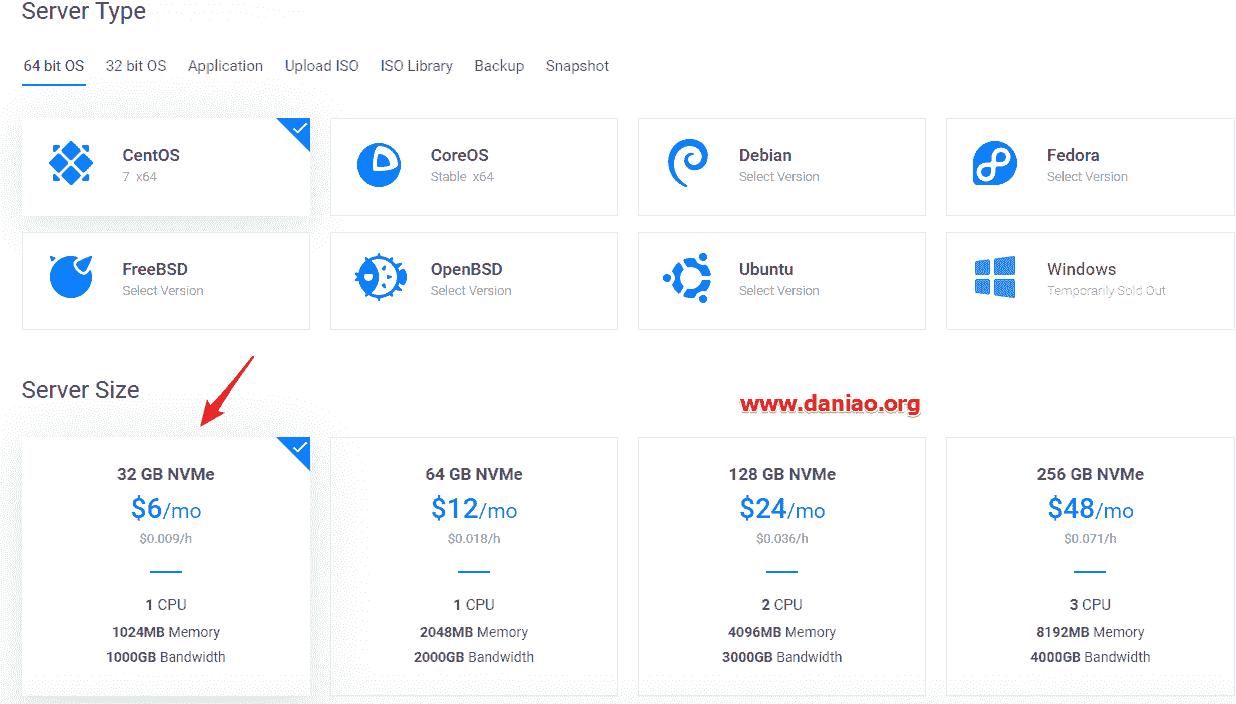 Server Type
64 bit OS 32 bit OS Application Upload ISO ISO Library Backup Snapshot
CentOS
7 x64
CoreOS
Stable x64
Debian
Select Version
Fedora
Select Version
FreeBSD
Select Version
OpenBSD
Select Version
Ubuntu
Select Version
Windows
Temporarily Sold Out
Server Size
www.daniao.org
32 GB NVMe
$6/mo
$0.009/h
1 CPU
1024MB Memory
1000GB Bandwidth
64 GB NVMe
$12/mo
$0.018/h
1 CPU
2048MB Memory
2000GB Bandwidth
128 GB NVMe
$24/mo
$0.036/h
2 CPU
4096MB Memory
3000GB Bandwidth
256 GB NVMe
$48/mo
$0.071/h
3 CPU
8192MB Memory
4000GB Bandwidth